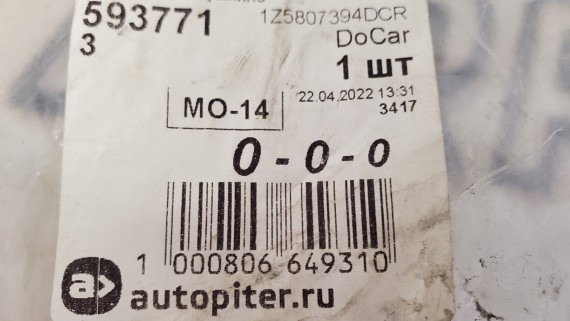 593771
1Z5807394DCR
3
DoCar
1 шт
МО-14
22.04.2022 13:31
3417
0 - 0 - 0
1 000806 649310
a>
autopiter.ru